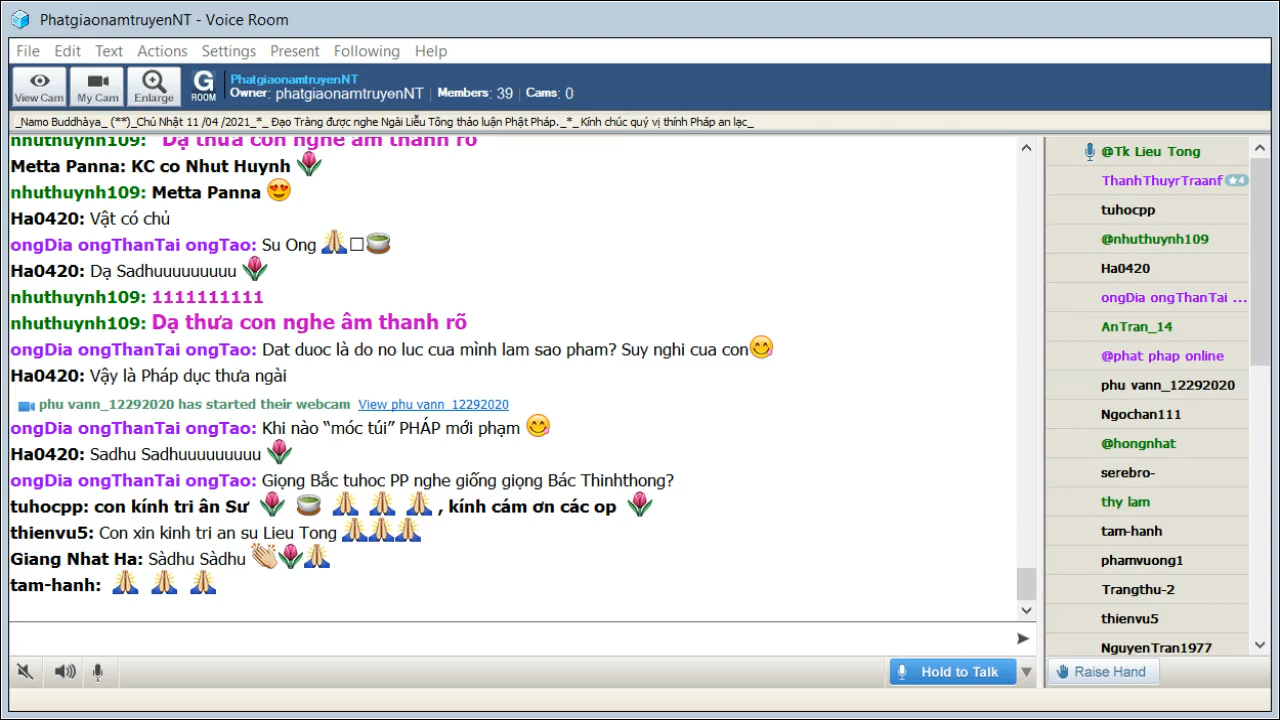 PhatgiaonamtruyenNT - Voice Room
File Edit Text Actions Settings Present Following Help
View Cam My Cam Enlarge G ROOM
PhatgiaonamtruyenNT
Owner: phatgiaonamtruyenNT Members: 39 Cams: 0
_Namo Buddhàya_ (**)_Chủ Nhật 11 /04 /2021_*_ Đạo Tràng được nghe Ngài Liễu Tông thảo luận Phật Pháp._*_ Kính chúc quý vị thính Pháp an lạc_
nhuthuynh109: Dạ thưa con nghe âm thanh rõ
Metta Panna: KC co Nhut Huynh 🌷
nhuthuynh109: Metta Panna 😍
Ha0420: Vật có chủ
ongDia ongThanTai ongTao: Su Ong 🙏□🍵
Ha0420: Dạ Sadhuuuuuuuuu 🌷
nhuthuynh109: 1111111111
nhuthuynh109: Dạ thưa con nghe âm thanh rõ
ongDia ongThanTai ongTao: Dat duoc là do no luc cua mình lam sao pham? Suy nghi cua con😋
Ha0420: Vậy là Pháp dục thưa ngài
phu vann_12292020 has started their webcam View phu vann_12292020
ongDia ongThanTai ongTao: Khi nào “móc túi” PHÁP mới phạm 😋
Ha0420: Sadhu Sadhuuuuuuuuu 🌷
ongDia ongThanTai ongTao: Giọng Bắc tuhoc PP nghe giống giọng Bác Thinhthong?
tuhocpp: con kính tri ân Sư 🌷 🍵 🙏 🙏 🙏 , kính cám ơn các op 🌷
thienvu5: Con xin kinh tri an su Lieu Tong 🙏🙏🙏
Giang Nhat Ha: Sàdhu Sàdhu 👏🌷🙏
tam-hanh: 🙏 🙏 🙏
Hold to Talk
@Tk Lieu Tong
ThanhThuyrTraanf ★4
tuhocpp
@nhuthuynh109
Ha0420
ongDia ongThanTai ...
AnTran_14
@phat phap online
phu vann_12292020
Ngochan111
@hongnhat
serebro-
thy lam
tam-hanh
phamvuong1
Trangthu-2
thienvu5
NguyenTran1977
Raise Hand